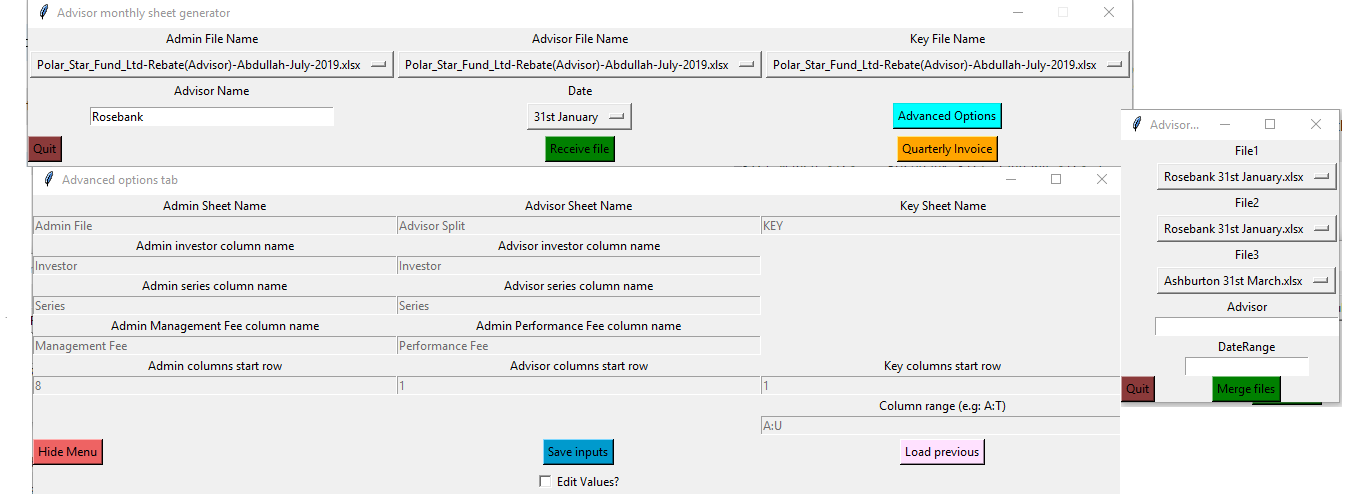 Advisor monthly sheet generator
Admin File Name Advisor File Name Key File Name
Polar_Star_Fund_Ltd-Rebate(Advisor)-Abdullah-July-2019.xlsx Polar_Star_Fund_Ltd-Rebate(Advisor)-Abdullah-July-2019.xlsx Polar_Star_Fund_Ltd-Rebate(Advisor)-Abdullah-July-2019.xlsx
Advisor Name Date
Rosebank 31st January Advanced Options
Quit Receive file Quarterly Invoice
Advanced options tab
Admin Sheet Name Advisor Sheet Name Key Sheet Name
Admin File Advisor Split KEY
Admin investor column name Advisor investor column name
Investor Investor
Admin series column name Advisor series column name
Series Series
Admin Management Fee column name Admin Performance Fee column name
Management Fee Performance Fee
Admin columns start row Advisor columns start row Key columns start row
8 1 1
Column range (e.g: A:T)
A:U
Hide Menu Save inputs Load previous
Edit Values?
Advisor...
File1
Rosebank 31st January.xlsx
File2
Rosebank 31st January.xlsx
File3
Ashburton 31st March.xlsx
Advisor
DateRange
Quit Merge files